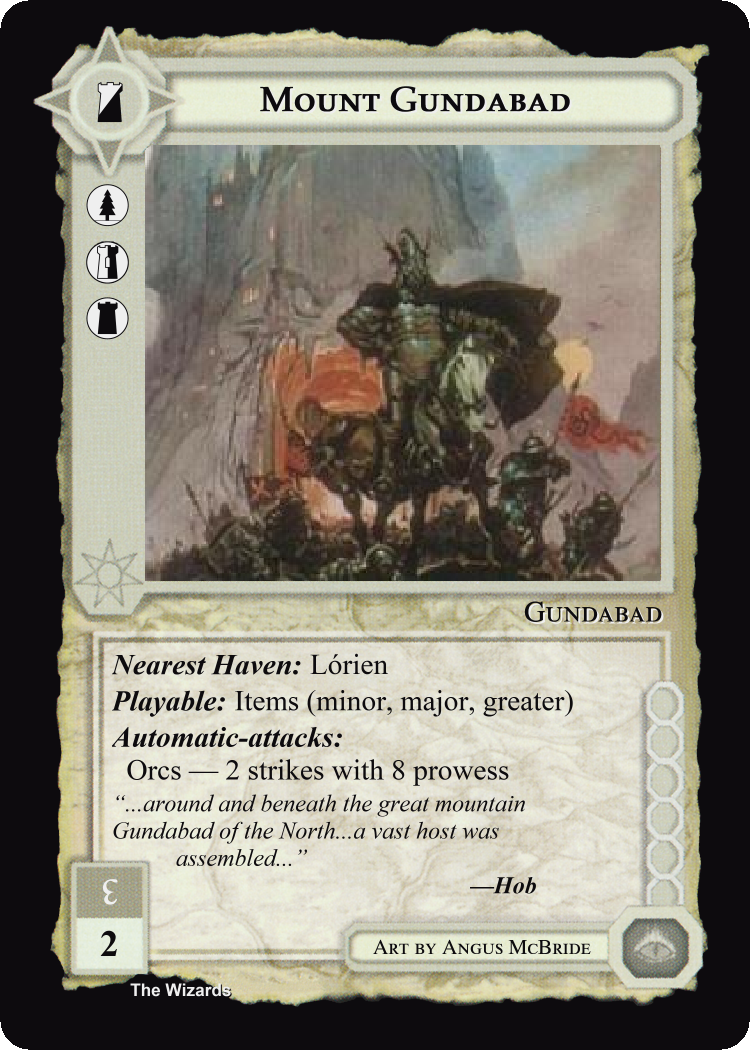 Mount Gundabad
Gundabad
Nearest Haven: Lórien
Playable: Items (minor, major, greater)
Automatic-attacks:
Orcs — 2 strikes with 8 prowess
“...around and beneath the great mountain
Gundabad of the North...a vast host was
assembled...”
—Hob
ε
2
Art by Angus McBride
The Wizards